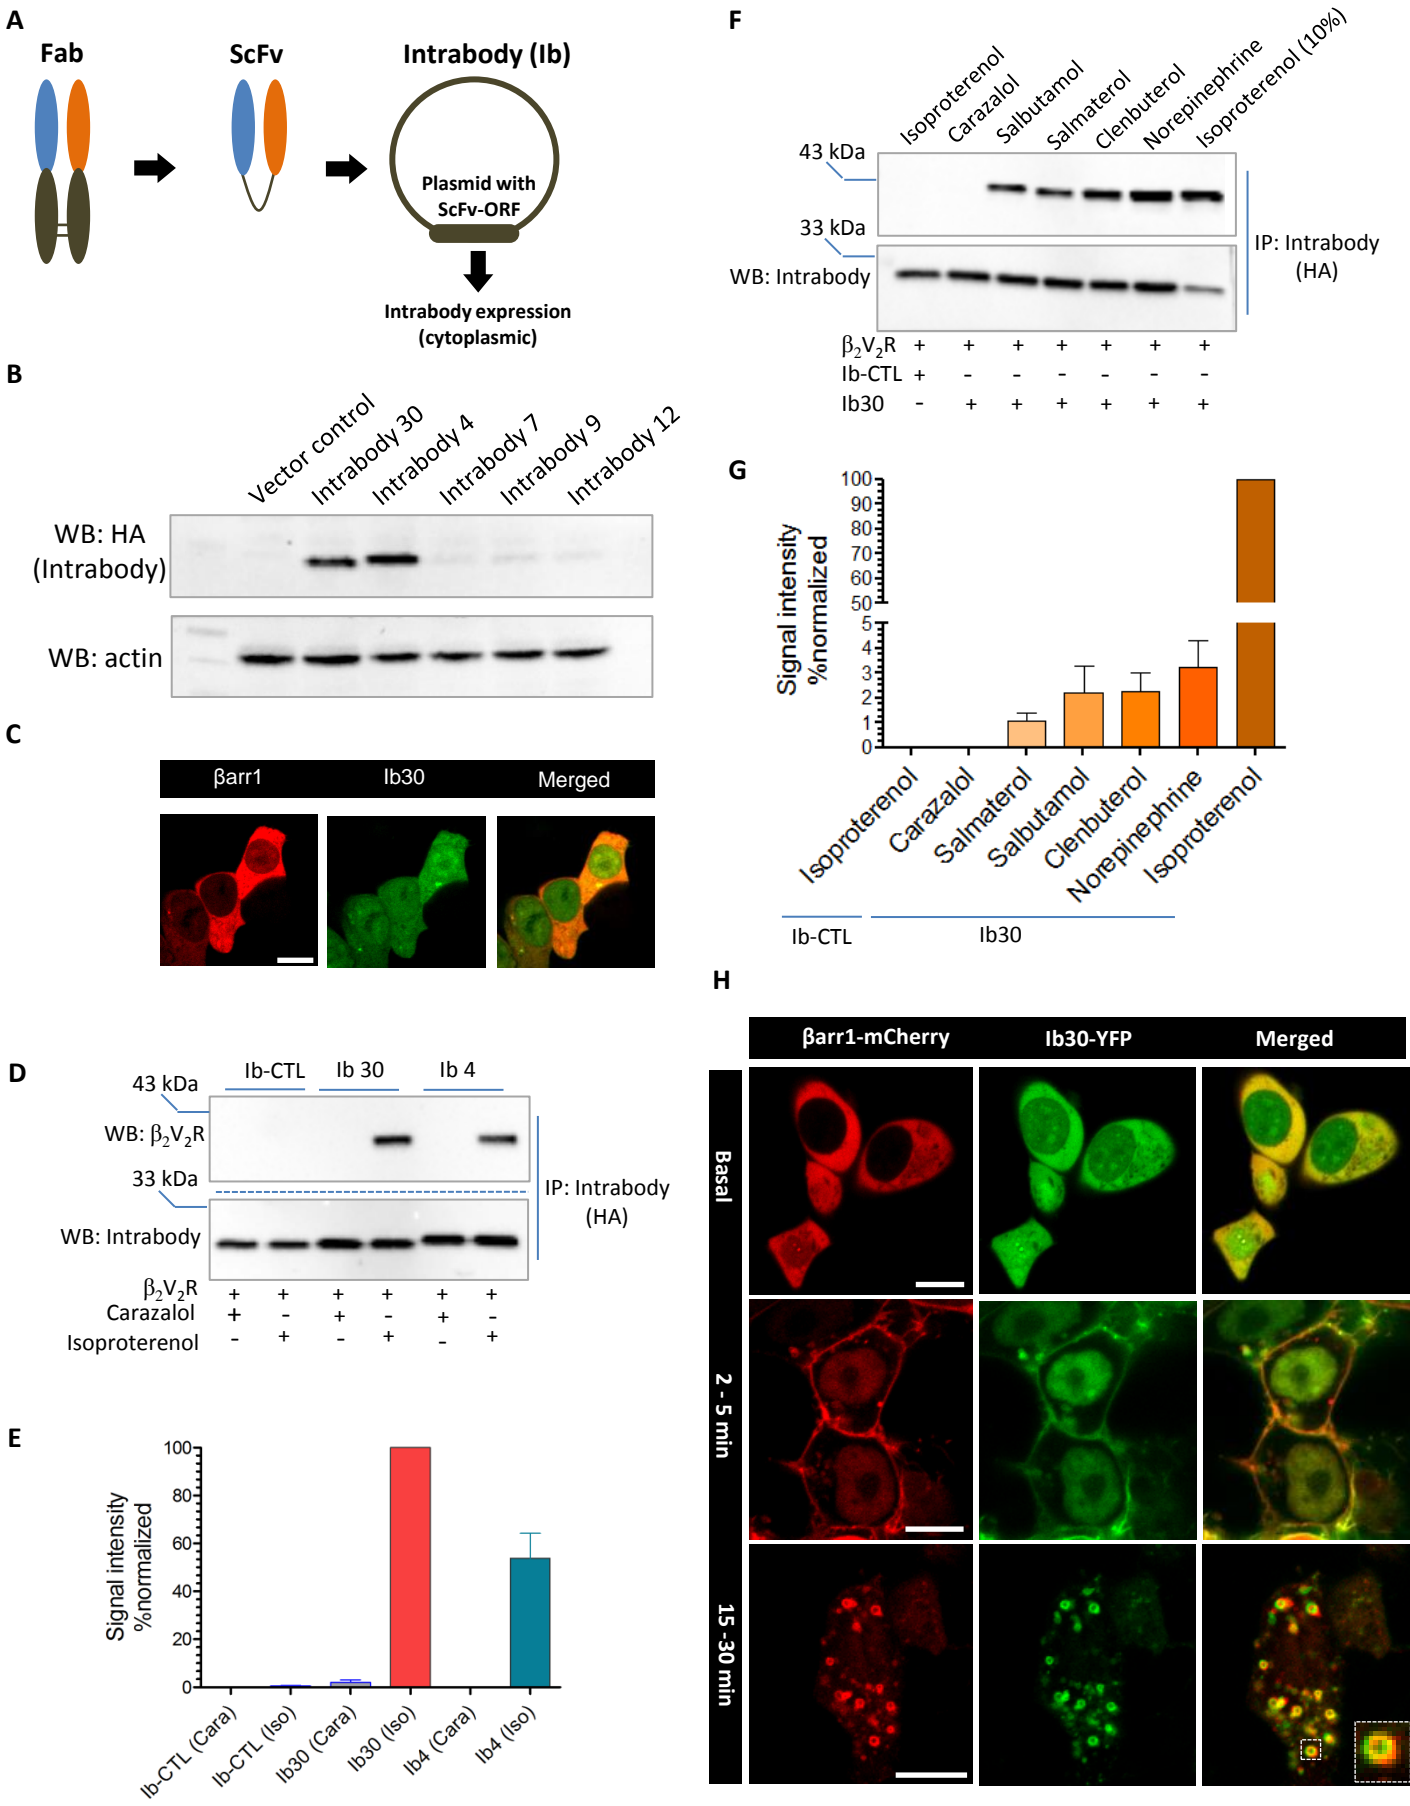 A
Fab
ScFv
Intrabody (Ib)
Plasmid with
ScFv-ORF
Intrabody expression
(cytoplasmic)
B
Vector control
Intrabody 30
Intrabody 4
Intrabody 7
Intrabody 9
Intrabody 12
WB: HA
(Intrabody)
WB: actin
C
βarr1
Ib30
Merged
D
Ib-CTL
Ib 30
Ib 4
43 kDa
WB: β₂V₂R
33 kDa
WB: Intrabody
IP: Intrabody
(HA)
β₂V₂R + + + + + +
Carazalol + - + - + -
Isoproterenol - + - + - +
E
Signal intensity
%normalized
100
80
60
40
20
0
Ib-CTL (Cara)
Ib-CTL (Iso)
Ib30 (Cara)
Ib30 (Iso)
Ib4 (Cara)
Ib4 (Iso)
F
Isoproterenol
Carazalol
Salbutamol
Salmaterol
Clenbuterol
Norepinephrine
Isoproterenol (10%)
43 kDa
33 kDa
WB: Intrabody
IP: Intrabody
(HA)
β₂V₂R + + + + + + +
Ib-CTL + - - - - - -
Ib30 - + + + + + +
G
Signal intensity
%normalized
100
90
80
70
60
50
5
4
3
2
1
0
Isoproterenol
Carazalol
Salmaterol
Salbutamol
Clenbuterol
Norepinephrine
Isoproterenol
Ib-CTL
Ib30
H
βarr1-mCherry
Ib30-YFP
Merged
Basal
2 - 5 min
15 -30 min